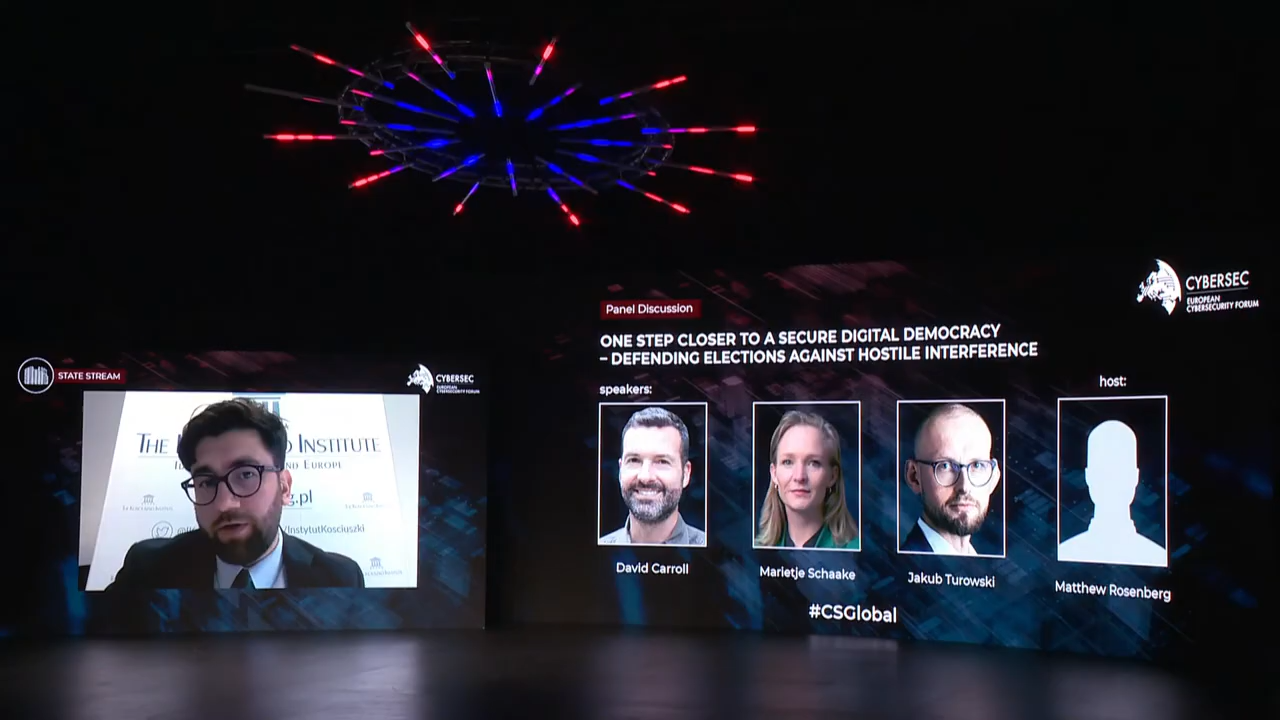 STATE STREAM
CYBERSEC
EUROPEAN
CYBERSECURITY FORUM
THE INSTITUTE
EUROPE
g.pl
/InstytutKosciuszki
Panel Discussion
ONE STEP CLOSER TO A SECURE DIGITAL DEMOCRACY
– DEFENDING ELECTIONS AGAINST HOSTILE INTERFERENCE
speakers:
host:
David Carroll
Marietje Schaake
Jakub Turowski
Matthew Rosenberg
#CSGlobal
CYBERSEC
EUROPEAN
CYBERSECURITY FORUM